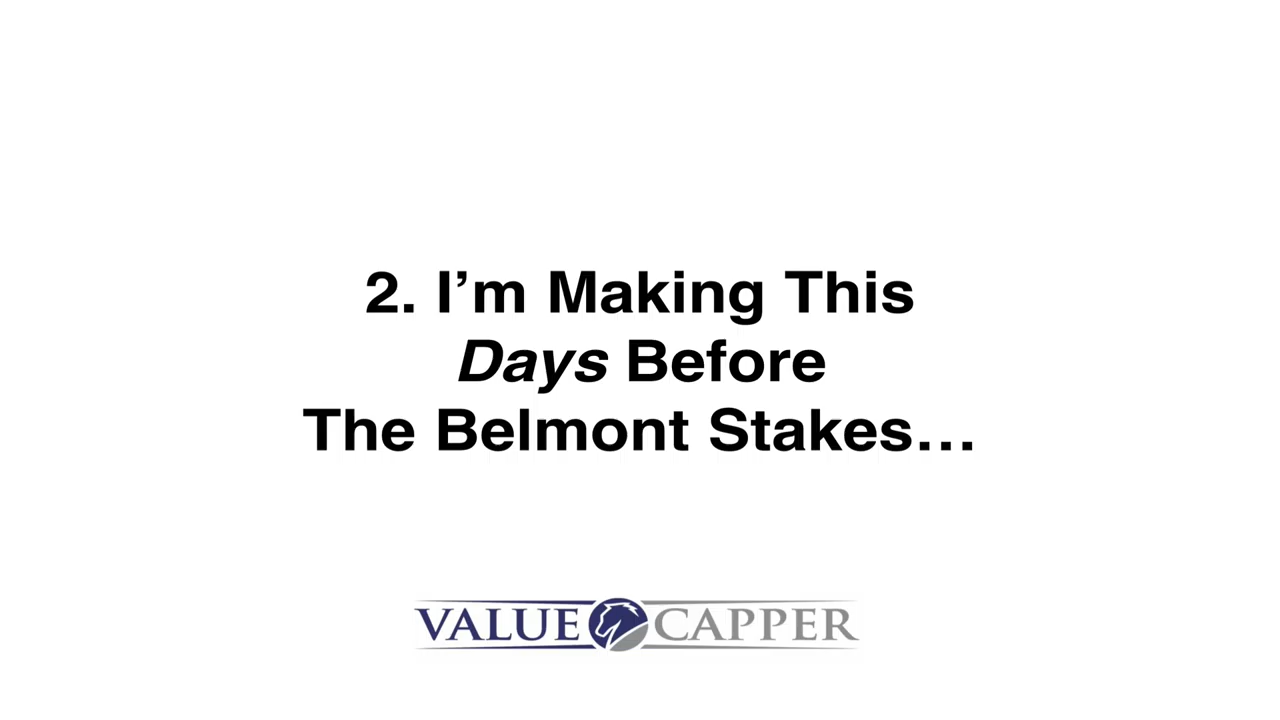 2. I’m Making This
Days Before
The Belmont Stakes…
VALUE CAPPER